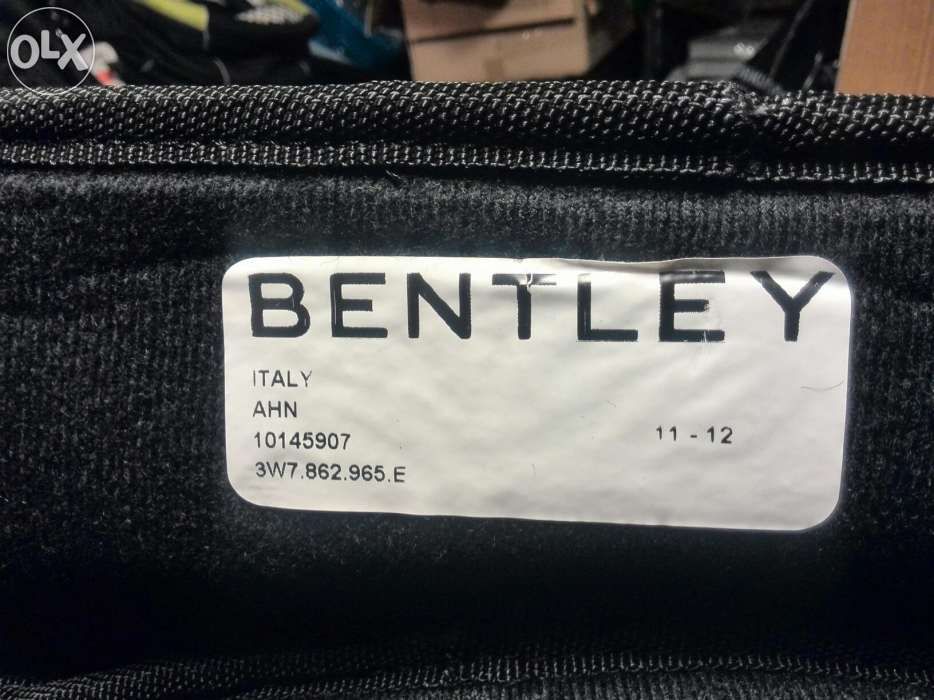 OLX
BENTLEY
ITALY
AHN
10145907
11 - 12
3W7.862.965.E